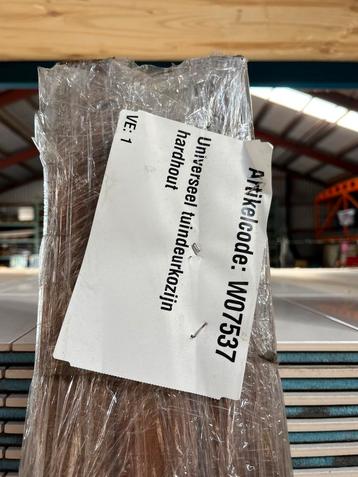 Artikelcode: W07537
Universeel tuindeurkozijn
hardhout
VE: 1